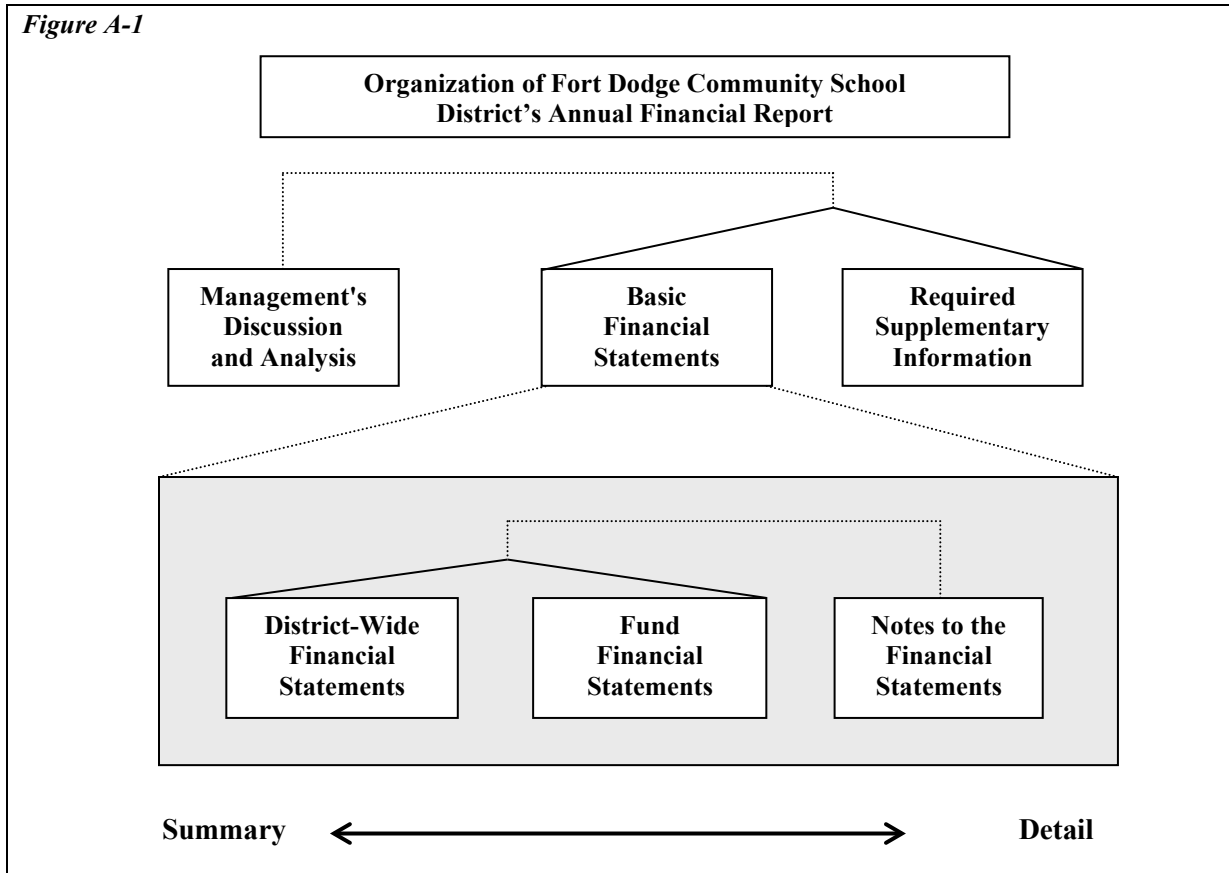 Figure A-1
Organization of Fort Dodge Community School
District’s Annual Financial Report
Management's
Discussion
and Analysis
Basic
Financial
Statements
Required
Supplementary
Information
District-Wide
Financial
Statements
Fund
Financial
Statements
Notes to the
Financial
Statements
Summary
Detail